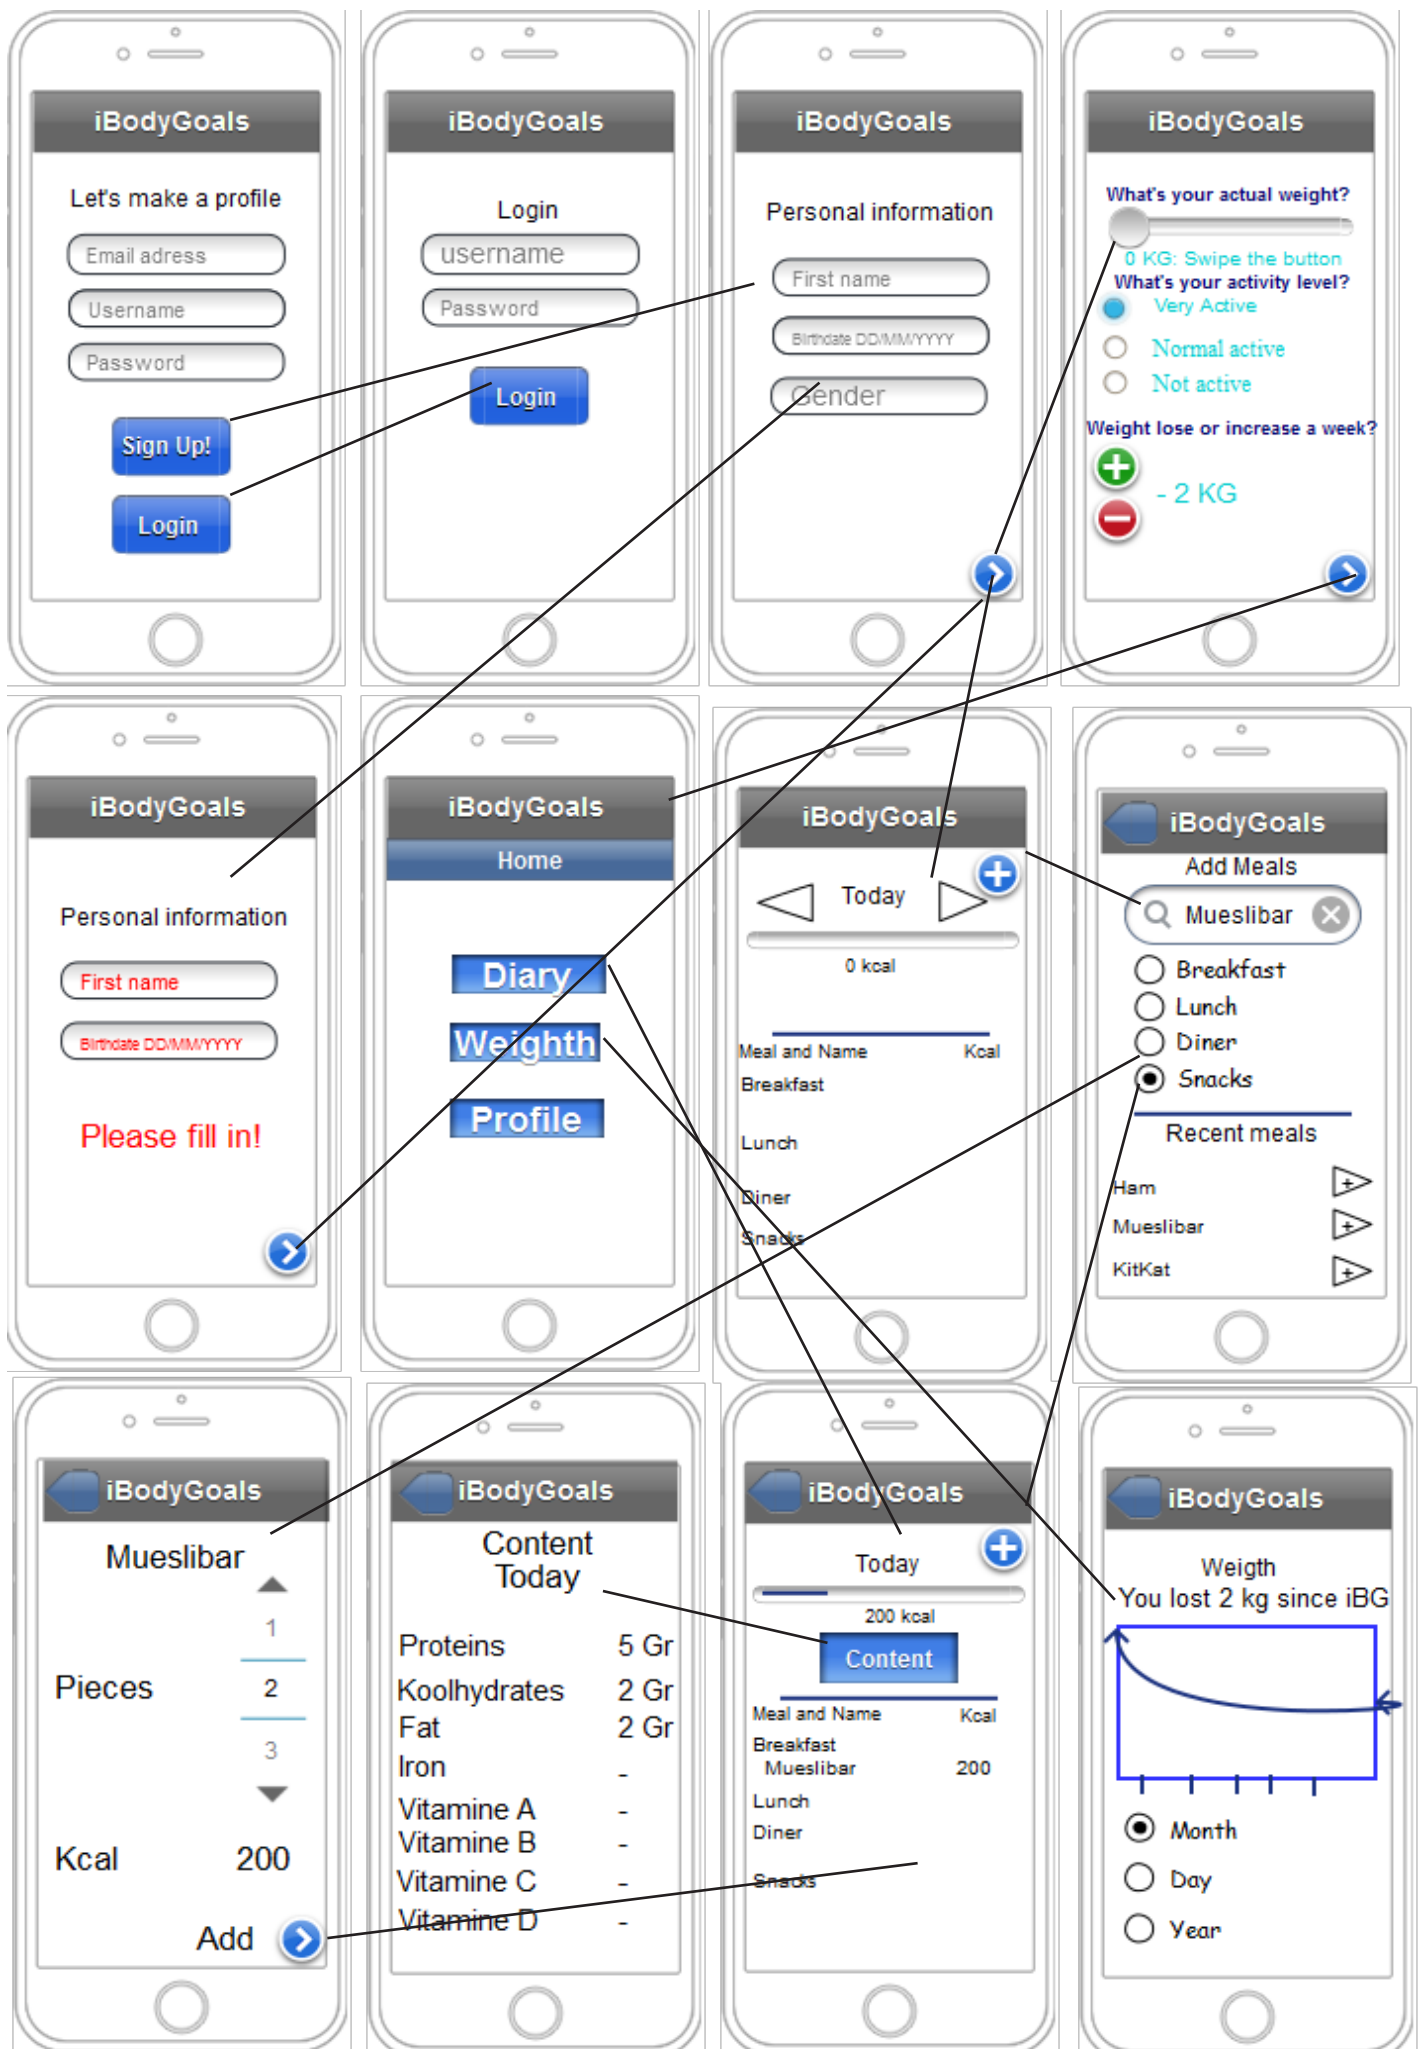 iBodyGoals
Let's make a profile
Email adress
Username
Password
Sign Up!
Login
iBodyGoals
Login
username
Password
Login
iBodyGoals
Personal information
First name
Birthdate DD/MM/YYYY
Gender
iBodyGoals
What's your actual weight?
0 KG: Swipe the button
What's your activity level?
Very Active
Normal active
Not active
Weight lose or increase a week?
- 2 KG
iBodyGoals
Personal information
First name
Birthdate DD/MM/YYYY
Please fill in!
iBodyGoals
Home
Diary
Weighth
Profile
iBodyGoals
Today
0 kcal
Meal and Name Kcal
Breakfast
Lunch
Diner
Snacks
iBodyGoals
Add Meals
Mueslibar
Breakfast
Lunch
Diner
Snacks
Recent meals
Ham
Mueslibar
KitKat
iBodyGoals
Mueslibar
1
Pieces 2
3
Kcal 200
Add
iBodyGoals
Content
Today
Proteins 5 Gr
Koolhydrates 2 Gr
Fat 2 Gr
Iron -
Vitamine A -
Vitamine B -
Vitamine C -
Vitamine D -
iBodyGoals
Today
200 kcal
Content
Meal and Name Kcal
Breakfast
Mueslibar 200
Lunch
Diner
Snacks
iBodyGoals
Weigth
You lost 2 kg since iBG
Month
Day
Year